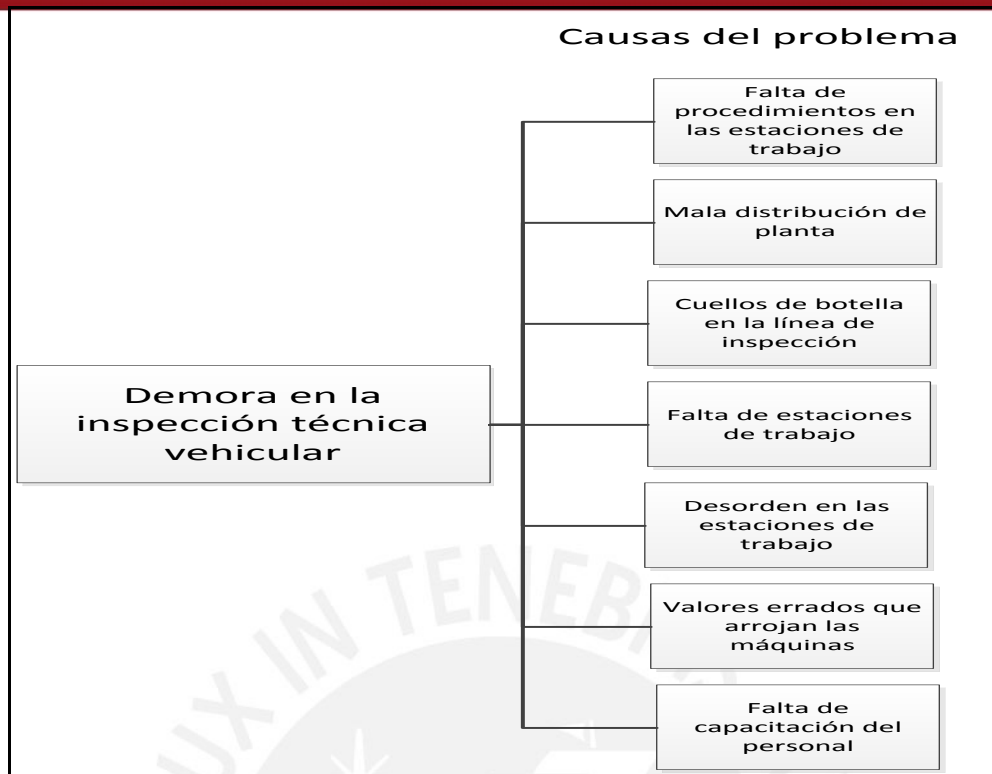 Causas del problema
Falta de
procedimientos en
las estaciones de
trabajo
Mala distribución de
planta
Cuellos de botella
en la línea de
inspección
Demora en la
inspección técnica
vehicular
Falta de estaciones
de trabajo
Desorden en las
estaciones de
trabajo
Valores errados que
arrojan las
máquinas
Falta de
capacitación del
personal
LUX IN